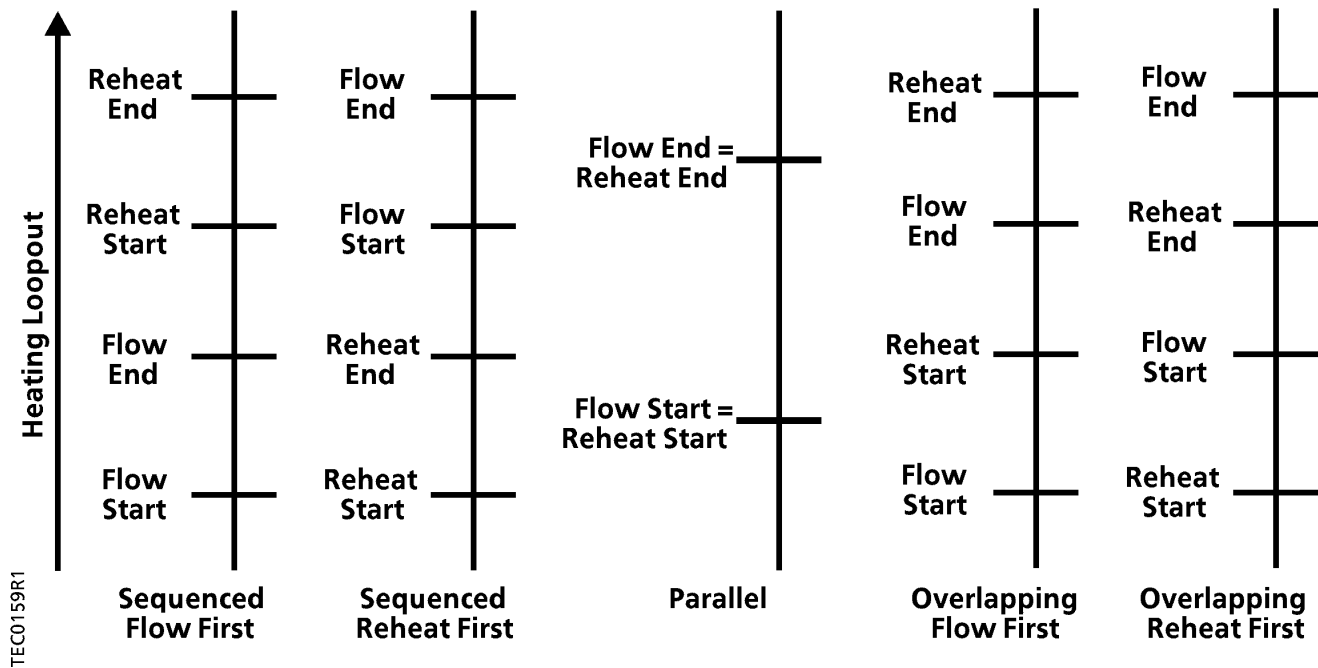 Heating Loopout
Reheat
End
Reheat
Start
Flow
End
Flow
Start
Sequenced
Flow First
Flow
End
Flow
Start
Reheat
End
Reheat
Start
Sequenced
Reheat First
Flow End =
Reheat End
Flow Start =
Reheat Start
Parallel
Reheat
End
Flow
End
Reheat
Start
Flow
Start
Overlapping
Flow First
Flow
End
Reheat
End
Flow
Start
Reheat
Start
Overlapping
Reheat First
TEC0159R1